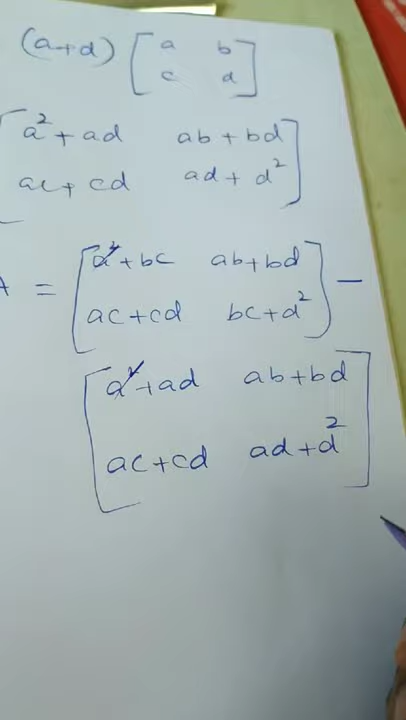 (a+d) [a b
c d]
[a²+ad ab+bd
ac+cd ad+d²]
= [a²+bc ab+bd
ac+cd bc+d²] −
[a²+ad ab+bd
ac+cd ad+d²]